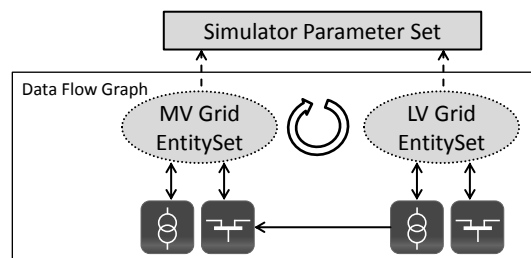 Simulator Parameter Set
Data Flow Graph
MV Grid
EntitySet
LV Grid
EntitySet